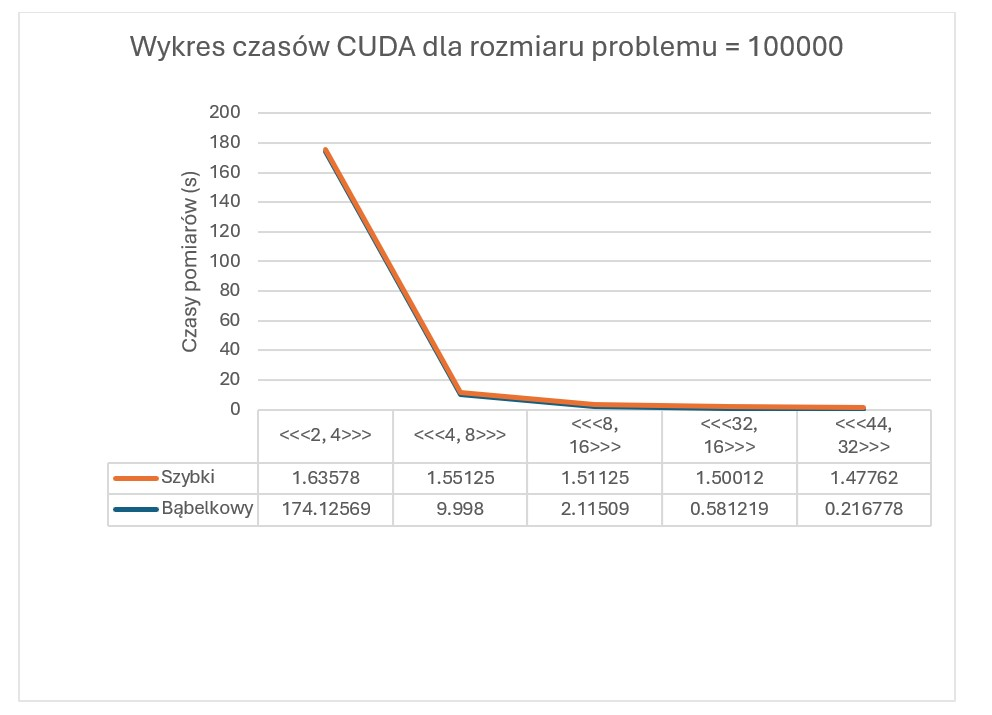 Wykres czasów CUDA dla rozmiaru problemu = 100000
Czasy pomiarów (s)
200
180
160
140
120
100
80
60
40
20
0
<<<2, 4>>> <<<4, 8>>> <<<8, 16>>> <<<32, 16>>> <<<44, 32>>>
Szybki 1.63578 1.55125 1.51125 1.50012 1.47762
Bąbelkowy 174.12569 9.998 2.11509 0.581219 0.216778